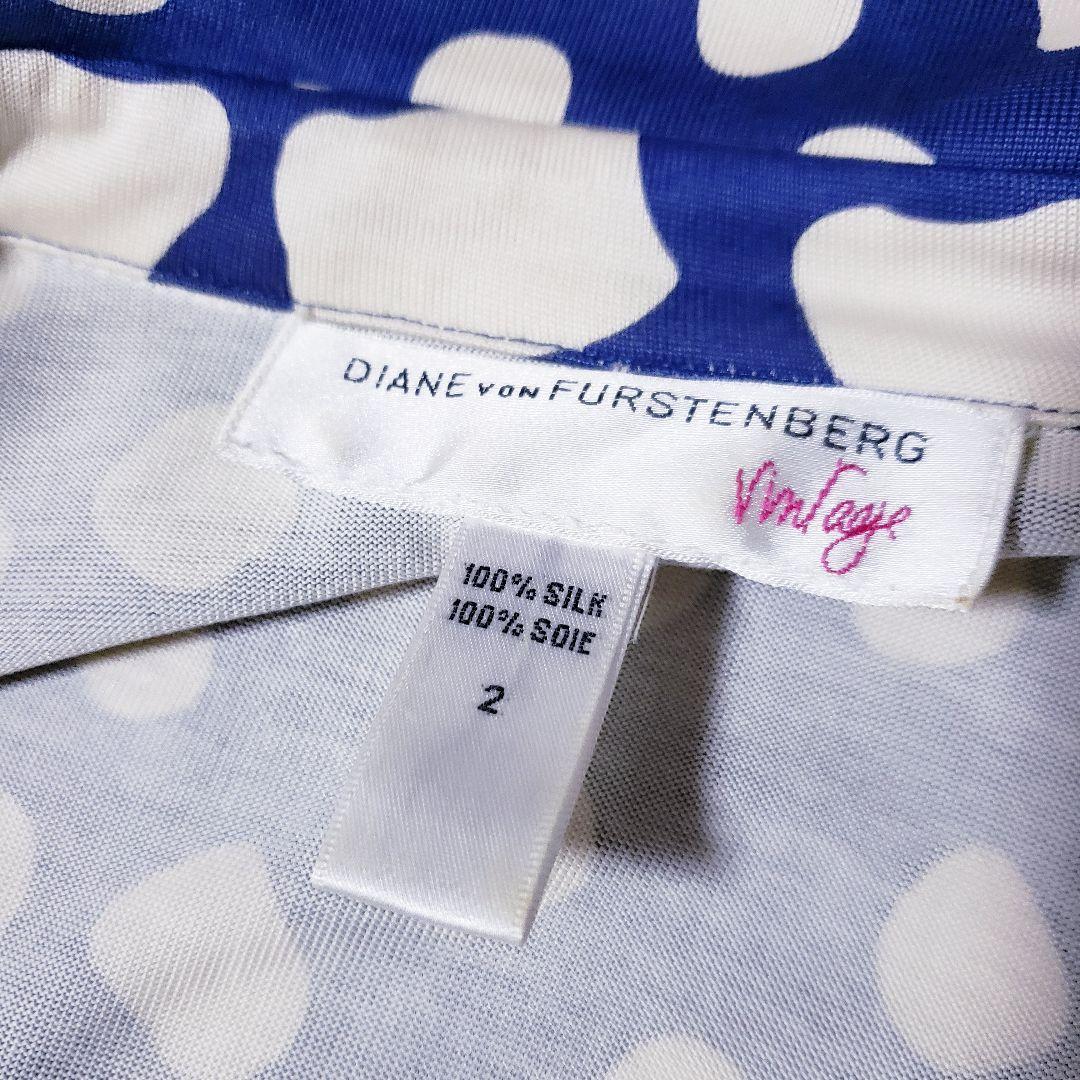 DIANE VON FURSTENBERG
vintage
100% SILK
100% SOIE
2